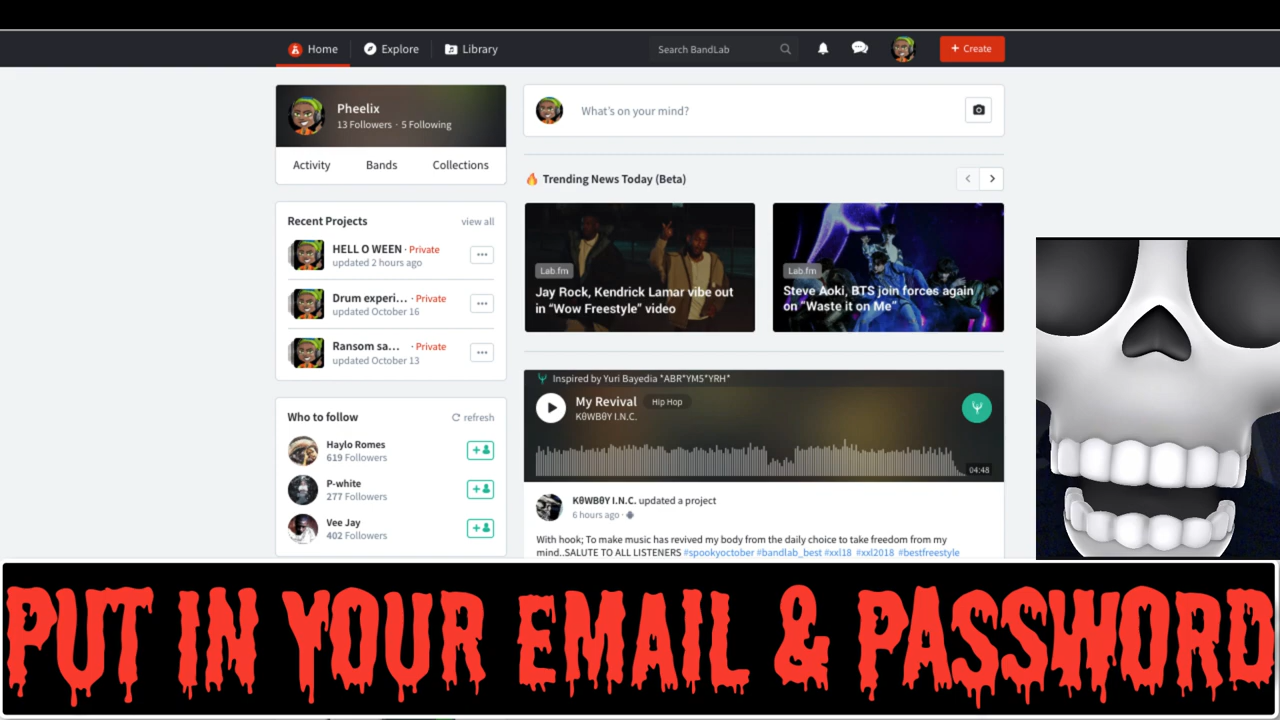 Home
Explore
Library
Search BandLab
+ Create
Pheelix
13 Followers · 5 Following
Activity
Bands
Collections
Recent Projects
view all
HELL O WEEN · Private
updated 2 hours ago
Drum experi... · Private
updated October 16
Ransom sa... · Private
updated October 13
Who to follow
refresh
Haylo Romes
619 Followers
P-white
277 Followers
Vee Jay
402 Followers
What's on your mind?
Trending News Today (Beta)
Lab.fm
Jay Rock, Kendrick Lamar vibe out
in “Wow Freestyle” video
Lab.fm
Steve Aoki, BTS join forces again
on “Waste it on Me”
Inspired by Yuri Bayedia *ABR*YM5*YRH*
My Revival
Hip Hop
KθWBθY I.N.C.
04:48
KθWBθY I.N.C. updated a project
6 hours ago ·
With hook; To make music has revived my body from the daily choice to take freedom from my
mind..SALUTE TO ALL LISTENERS #spookyoctober #bandlab_best #xxl18 #xxl2018 #bestfreestyle
PUT IN YOUR EMAIL & PASSWORD